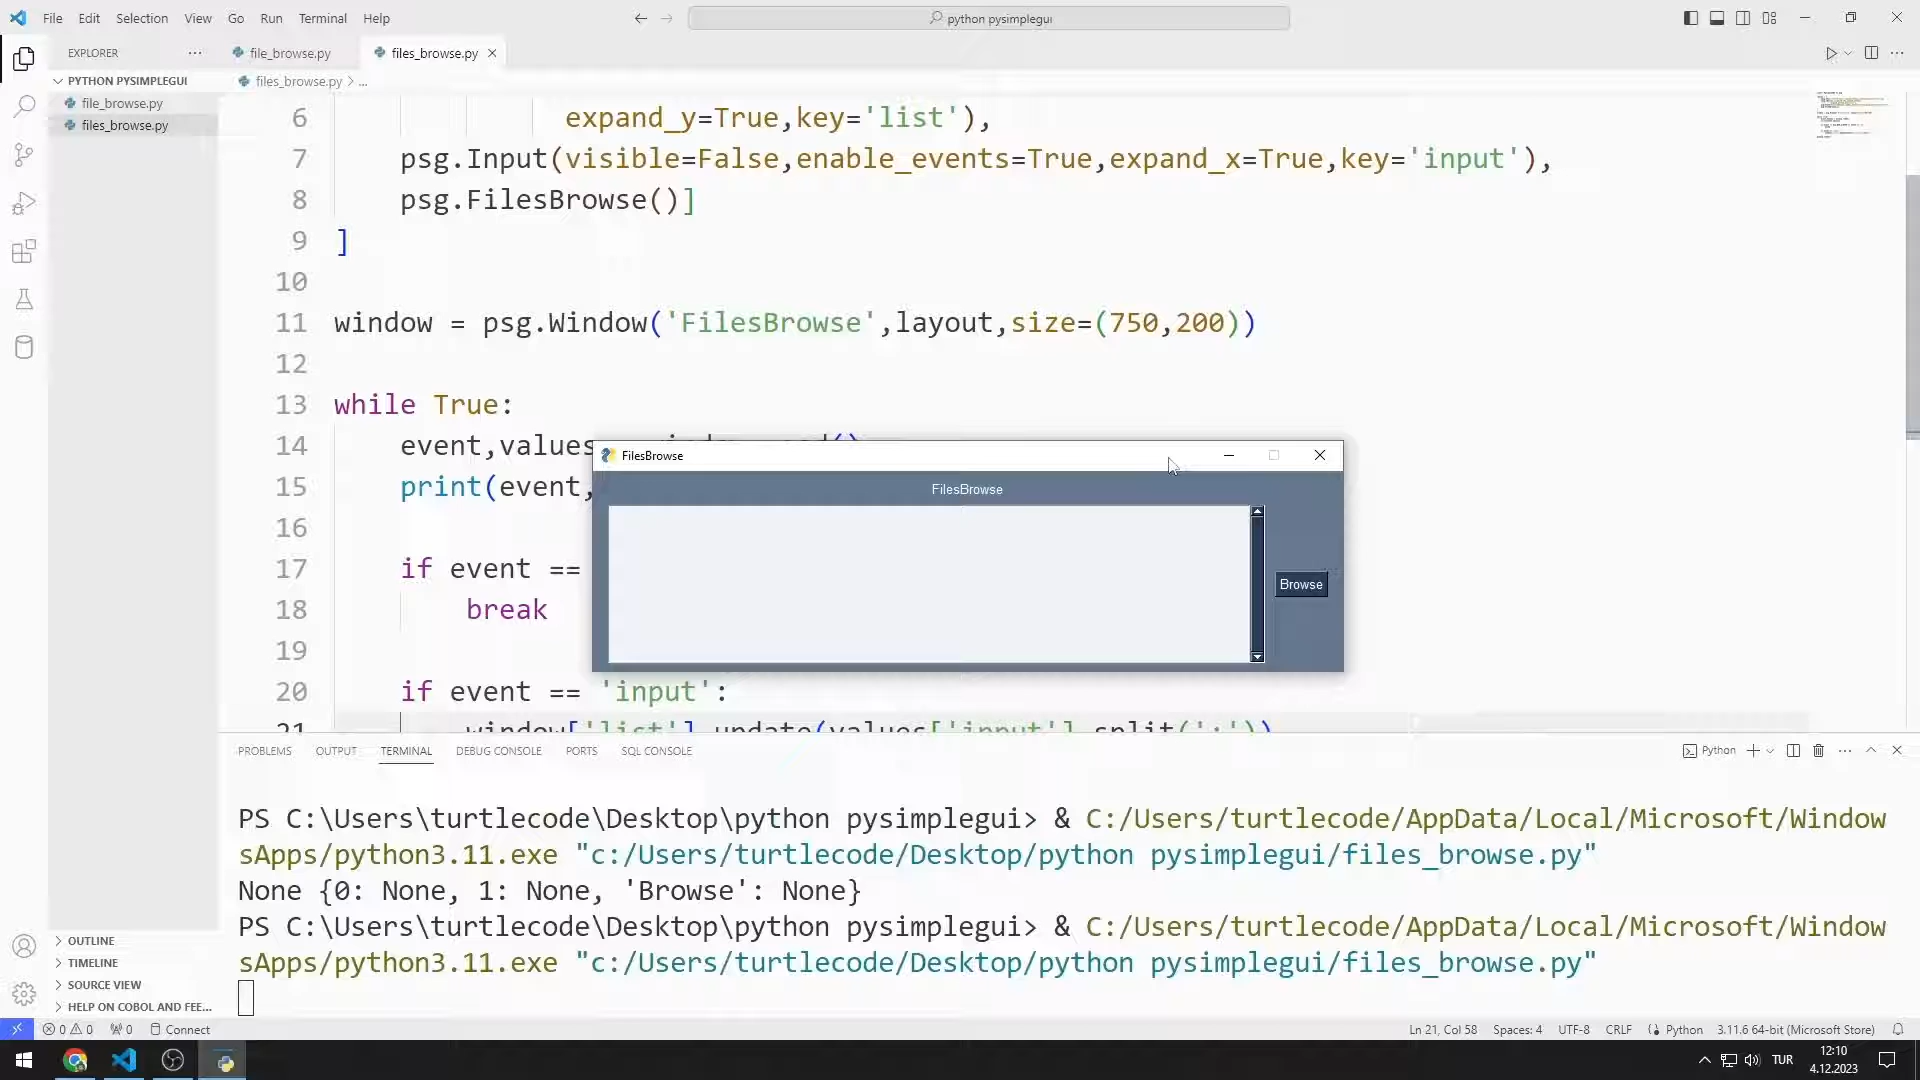 File Edit Selection View Go Run Terminal Help
python pysimplegui
EXPLORER
file_browse.py
files_browse.py
PYTHON PYSIMPLEGUI
files_browse.py > ...
file_browse.py
files_browse.py
6 expand_y=True,key='list'),
7 psg.Input(visible=False,enable_events=True,expand_x=True,key='input'),
8 psg.FilesBrowse()]
9 ]
10
11 window = psg.Window('FilesBrowse',layout,size=(750,200))
12
13 while True:
14 event,values
15 print(event,
16
17 if event ==
18 break
19
20 if event == 'input':
21 window['list'].update(values['input'].split(';'))
FilesBrowse
FilesBrowse
Browse
PROBLEMS OUTPUT TERMINAL DEBUG CONSOLE PORTS SQL CONSOLE
Python
PS C:\Users\turtlecode\Desktop\python pysimplegui> & C:/Users/turtlecode/AppData/Local/Microsoft/Window
sApps/python3.11.exe "c:/Users/turtlecode/Desktop/python pysimplegui/files_browse.py"
None {0: None, 1: None, 'Browse': None}
PS C:\Users\turtlecode\Desktop\python pysimplegui> & C:/Users/turtlecode/AppData/Local/Microsoft/Window
sApps/python3.11.exe "c:/Users/turtlecode/Desktop/python pysimplegui/files_browse.py"
OUTLINE
TIMELINE
SOURCE VIEW
HELP ON COBOL AND FEE...
0 0 0 Connect
Ln 21, Col 58 Spaces: 4 UTF-8 CRLF Python 3.11.6 64-bit (Microsoft Store)
TUR
12:10
4.12.2023